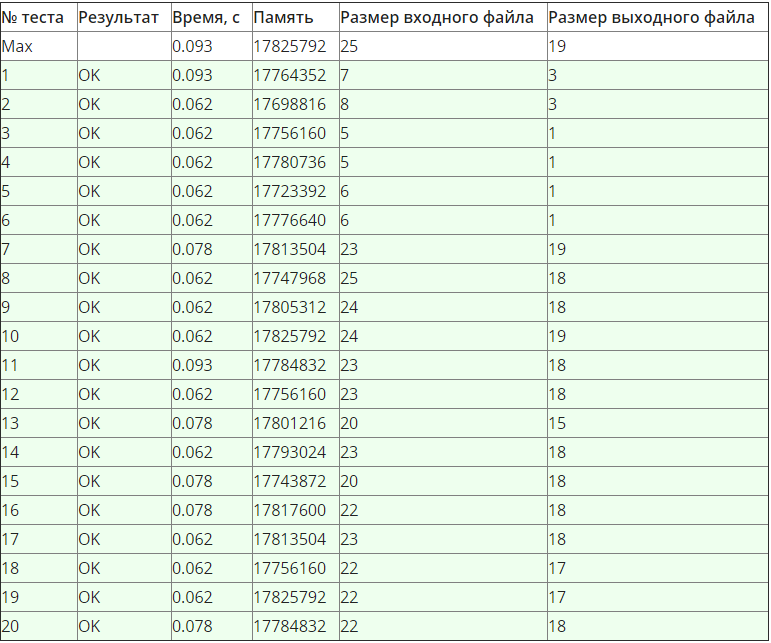 № теста Результат Время, с Память Размер входного файла Размер выходного файла
Max 0.093 17825792 25 19
1 OK 0.093 17764352 7 3
2 OK 0.062 17698816 8 3
3 OK 0.062 17756160 5 1
4 OK 0.062 17780736 5 1
5 OK 0.062 17723392 6 1
6 OK 0.062 17776640 6 1
7 OK 0.078 17813504 23 19
8 OK 0.062 17747968 25 18
9 OK 0.062 17805312 24 18
10 OK 0.062 17825792 24 19
11 OK 0.093 17784832 23 18
12 OK 0.062 17756160 23 18
13 OK 0.078 17801216 20 15
14 OK 0.062 17793024 23 18
15 OK 0.078 17743872 20 18
16 OK 0.078 17817600 22 18
17 OK 0.062 17813504 23 18
18 OK 0.062 17756160 22 17
19 OK 0.062 17825792 22 17
20 OK 0.078 17784832 22 18